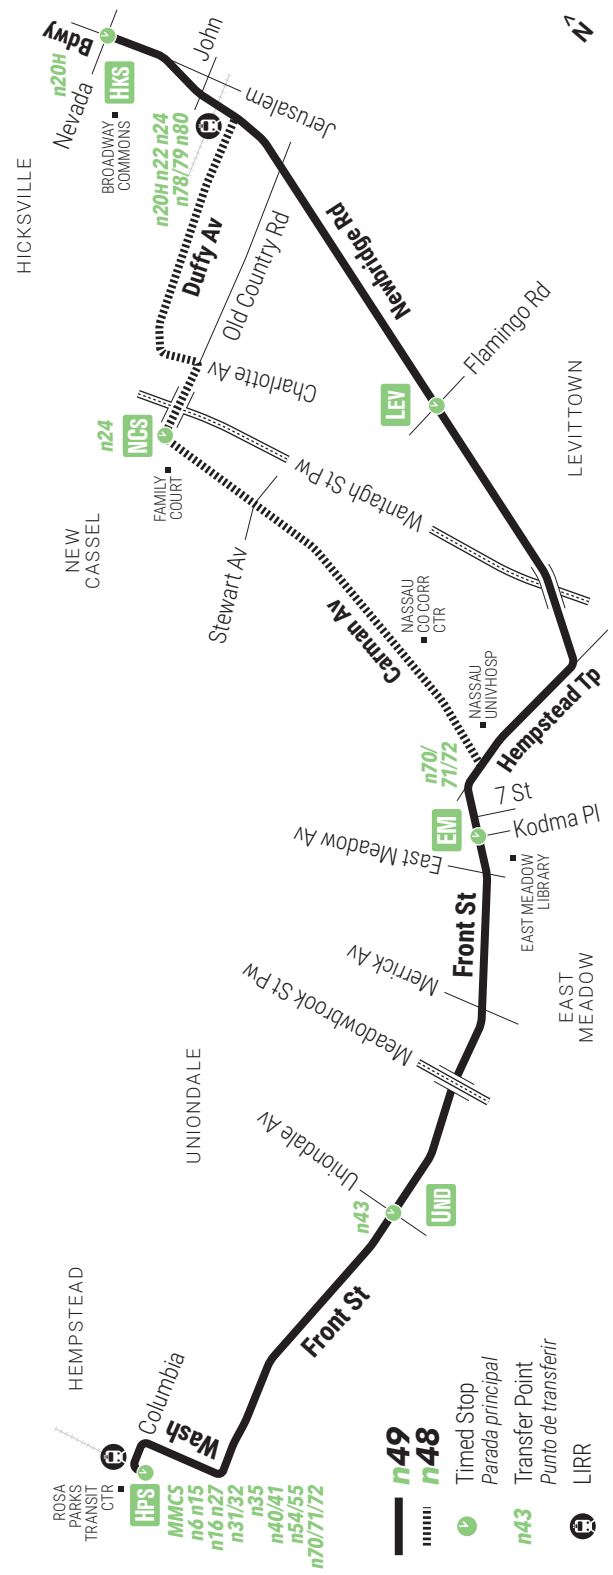 ROSA
PARKS
TRANSIT
CTR
HPS
MMCS
n6 n15
n16 n27
n31/32
n35
n40/41
n54/55
n70/71/72
Columbia
Wash
HEMPSTEAD
Front St
n43
UND
Uniondale Av
UNIONDALE
Meadowbrook St Pw
Merrick Av
Front St
EAST
MEADOW
East Meadow Av
EAST MEADOW
LIBRARY
EM
Kodma Pl
7 St
n70/
71/72
NASSAU
UNIVHOSP
Hempstead Tp
Carman Av
NASSAU
CO CORR
CTR
Stewart Av
Wantagh St Pw
NEW
CASSEL
FAMILY
COURT
n24
NCS
Charlotte Av
Old Country Rd
Duffy Av
LEV
Flamingo Rd
LEVITTOWN
Newbridge Rd
HICKSVILLE
n20H n22 n24
n78/79 n80
Jerusalem
John
BROADWAY
COMMONS
HKS
n20H
Nevada
Bdwy
N
n49
n48
Timed Stop
Parada principal
n43
Transfer Point
Punto de transferir
LIRR